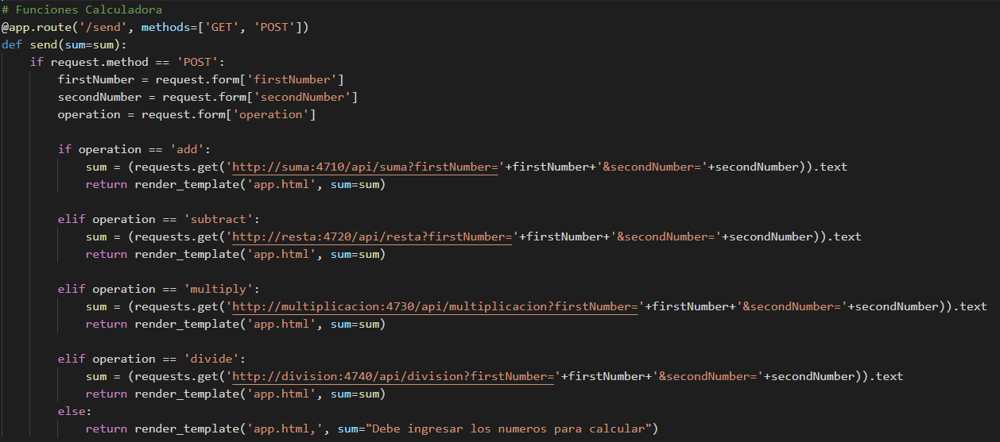 # Funciones Calculadora
@app.route('/send', methods=['GET', 'POST'])
def send(sum=sum):
    if request.method == 'POST':
        firstNumber = request.form['firstNumber']
        secondNumber = request.form['secondNumber']
        operation = request.form['operation']

        if operation == 'add':
            sum = (requests.get('http://suma:4710/api/suma?firstNumber='+firstNumber+'&secondNumber='+secondNumber)).text
            return render_template('app.html', sum=sum)

        elif operation == 'subtract':
            sum = (requests.get('http://resta:4720/api/resta?firstNumber='+firstNumber+'&secondNumber='+secondNumber)).text
            return render_template('app.html', sum=sum)

        elif operation == 'multiply':
            sum = (requests.get('http://multiplicacion:4730/api/multiplicacion?firstNumber='+firstNumber+'&secondNumber='+secondNumber)).text
            return render_template('app.html', sum=sum)

        elif operation == 'divide':
            sum = (requests.get('http://division:4740/api/division?firstNumber='+firstNumber+'&secondNumber='+secondNumber)).text
            return render_template('app.html', sum=sum)
        else:
            return render_template('app.html,', sum="Debe ingresar los numeros para calcular")